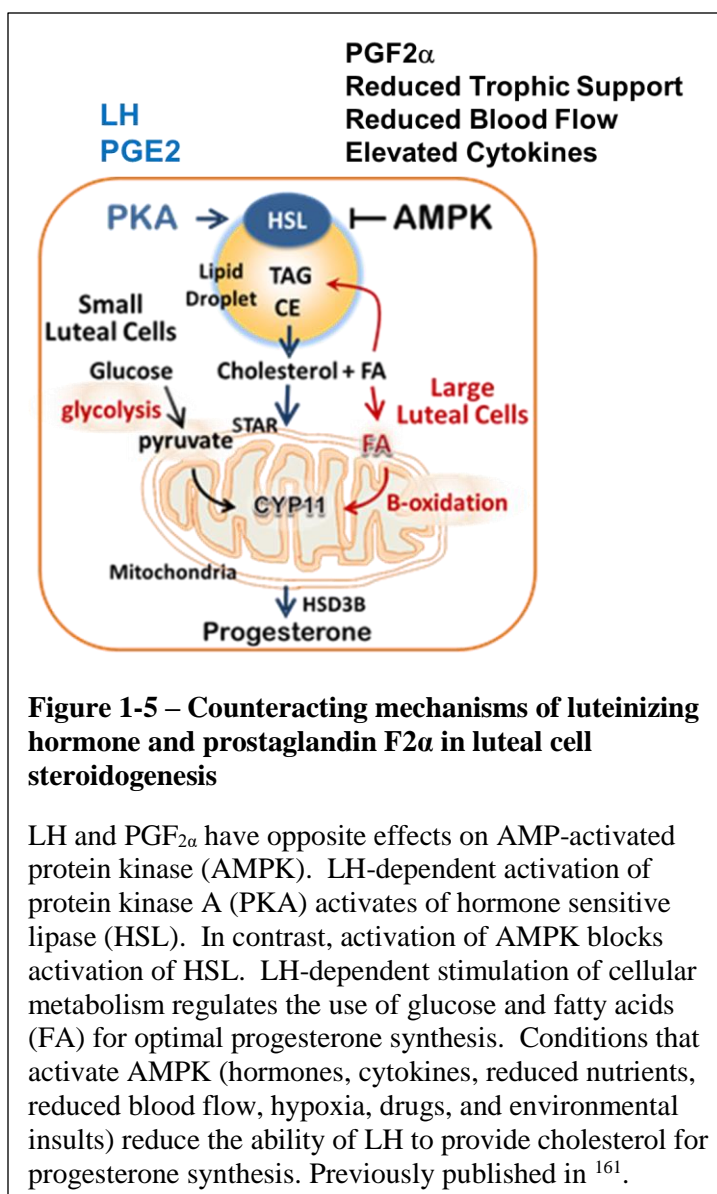 PGF2α
Reduced Trophic Support
Reduced Blood Flow
Elevated Cytokines
LH
PGE2
PKA
HSL
AMPK
Lipid
Droplet
TAG
CE
Small
Luteal Cells
Glucose
Cholesterol + FA
Large
Luteal Cells
glycolysis
STAR
pyruvate
FA
CYP11
B-oxidation
Mitochondria
HSD3B
Progesterone
Figure 1-5 – Counteracting mechanisms of luteinizing
hormone and prostaglandin F2α in luteal cell
steroidogenesis
LH and PGF2α have opposite effects on AMP-activated
protein kinase (AMPK). LH-dependent activation of
protein kinase A (PKA) activates of hormone sensitive
lipase (HSL). In contrast, activation of AMPK blocks
activation of HSL. LH-dependent stimulation of cellular
metabolism regulates the use of glucose and fatty acids
(FA) for optimal progesterone synthesis. Conditions that
activate AMPK (hormones, cytokines, reduced nutrients,
reduced blood flow, hypoxia, drugs, and environmental
insults) reduce the ability of LH to provide cholesterol for
progesterone synthesis. Previously published in 161.